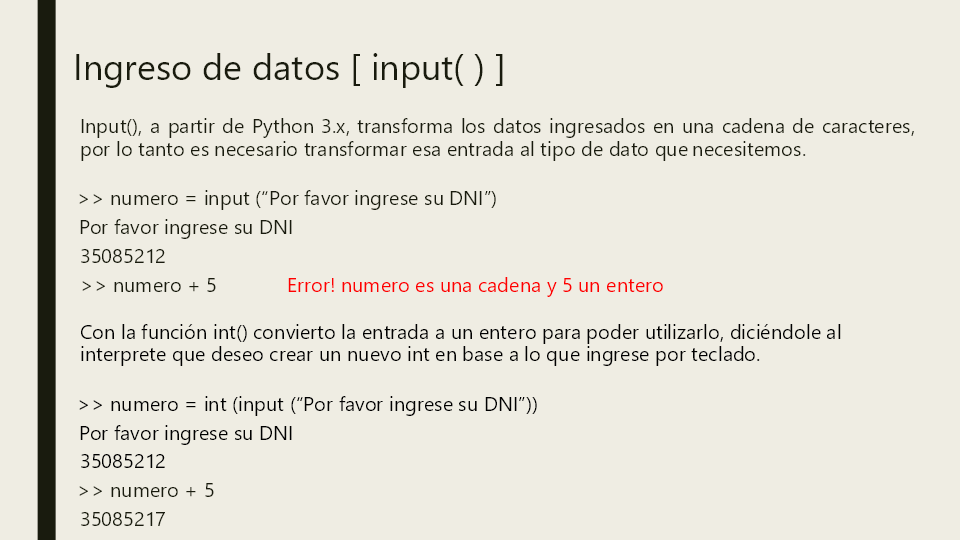 Ingreso de datos [ input( ) ]
Input(), a partir de Python 3.x, transforma los datos ingresados en una cadena de caracteres,
por lo tanto es necesario transformar esa entrada al tipo de dato que necesitemos.
>> numero = input (“Por favor ingrese su DNI”)
Por favor ingrese su DNI
35085212
>> numero + 5 Error! numero es una cadena y 5 un entero
Con la función int() convierto la entrada a un entero para poder utilizarlo, diciéndole al
interprete que deseo crear un nuevo int en base a lo que ingrese por teclado.
>> numero = int (input (“Por favor ingrese su DNI”))
Por favor ingrese su DNI
35085212
>> numero + 5
35085217